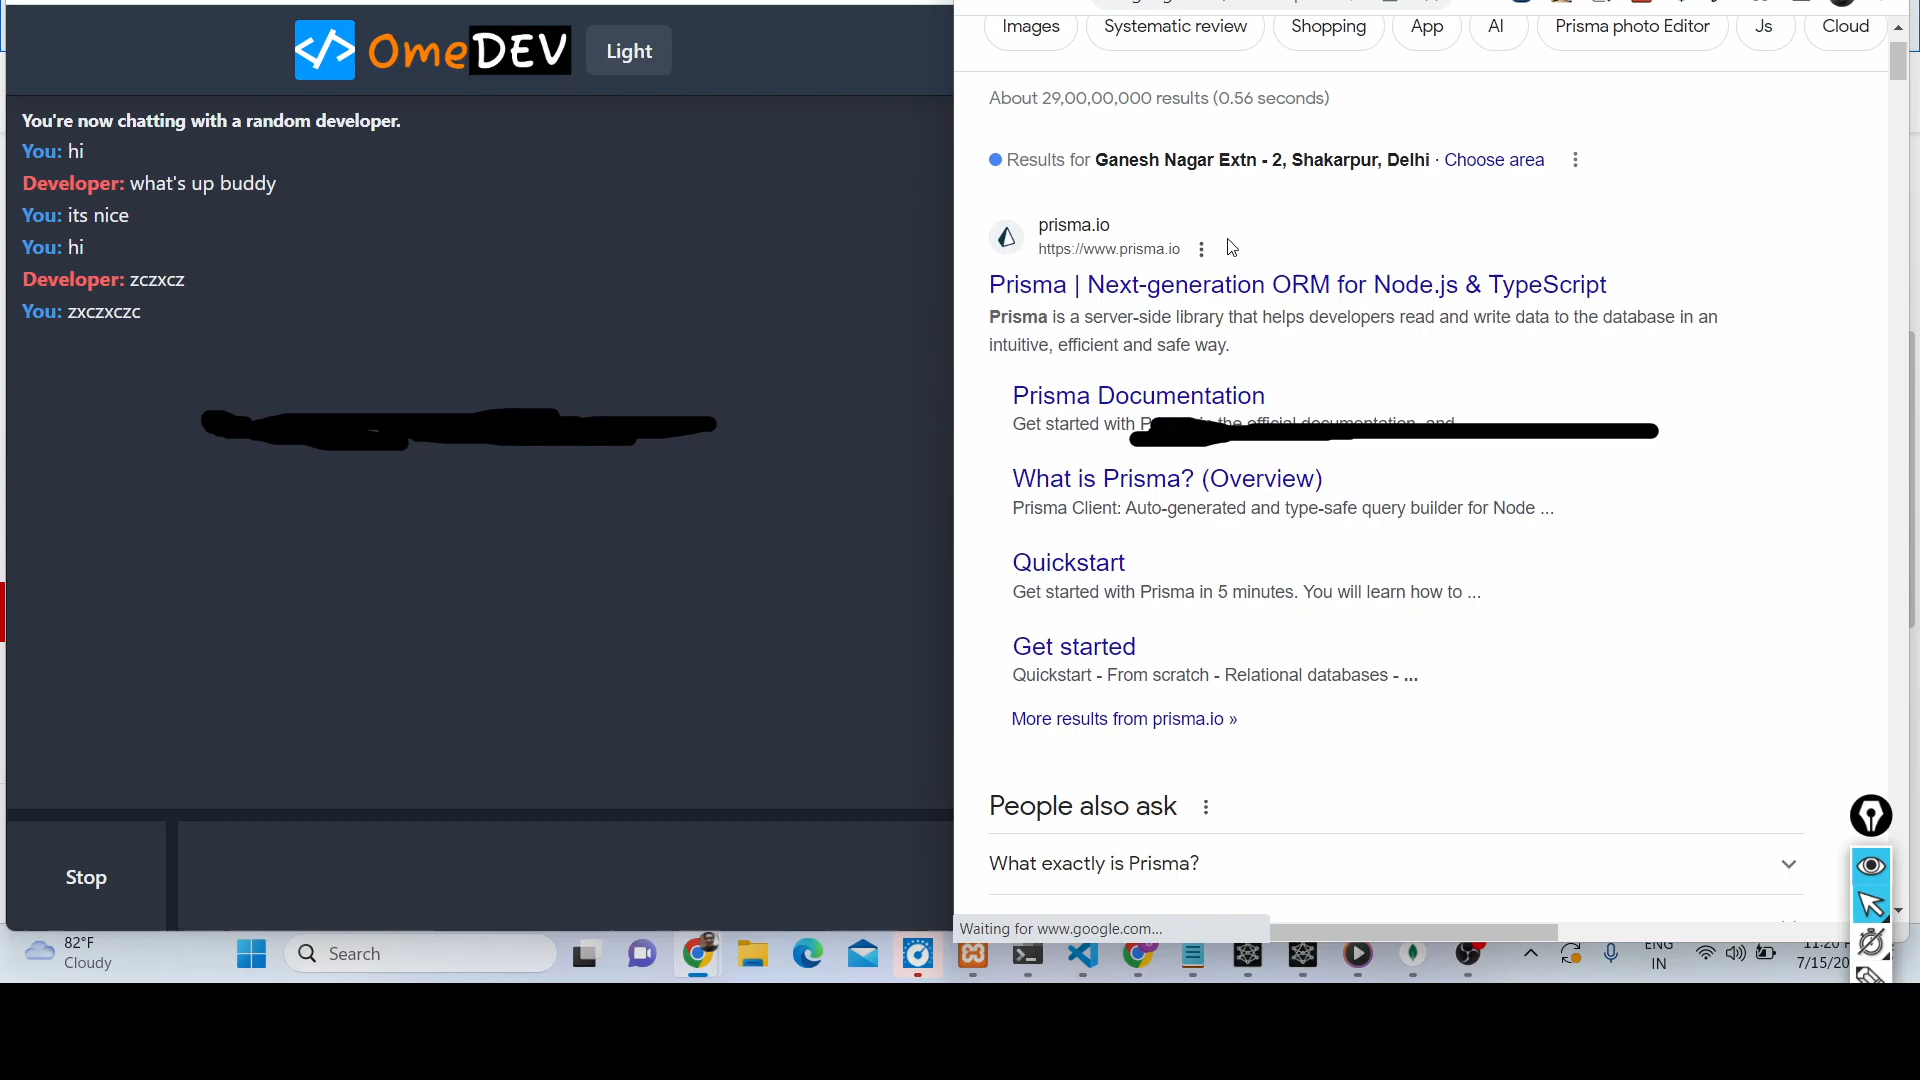 OmeDEV
Light
You're now chatting with a random developer.
You: hi
Developer: what's up buddy
You: its nice
You: hi
Developer: zczxcz
You: zxczxczc
Stop
Images
Systematic review
Shopping
App
AI
Prisma photo Editor
Js
Cloud
About 29,00,00,000 results (0.56 seconds)
Results for Ganesh Nagar Extn - 2, Shakarpur, Delhi · Choose area
prisma.io
https://www.prisma.io
Prisma | Next-generation ORM for Node.js & TypeScript
Prisma is a server-side library that helps developers read and write data to the database in an
intuitive, efficient and safe way.
Prisma Documentation
Get started with
What is Prisma? (Overview)
Prisma Client: Auto-generated and type-safe query builder for Node ...
Quickstart
Get started with Prisma in 5 minutes. You will learn how to ...
Get started
Quickstart - From scratch - Relational databases - ...
More results from prisma.io »
People also ask
What exactly is Prisma?
Waiting for www.google.com...
82°F
Cloudy
Search
ENG
IN
7/15/20